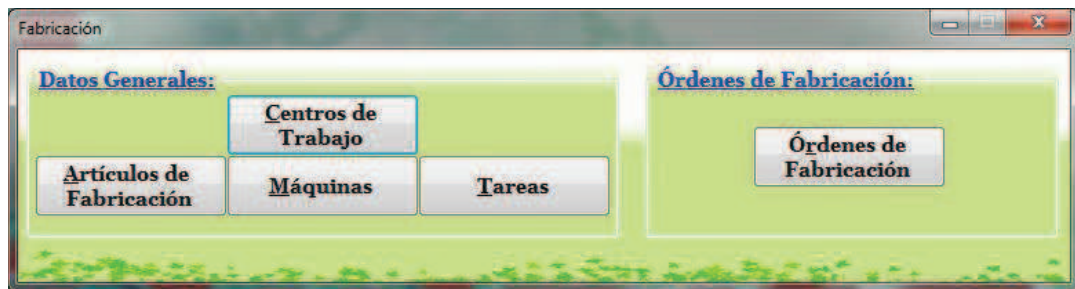 Fabricación
Datos Generales:
Centros de
Trabajo
Artículos de
Fabricación
Máquinas
Tareas
Órdenes de Fabricación:
Órdenes de
Fabricación